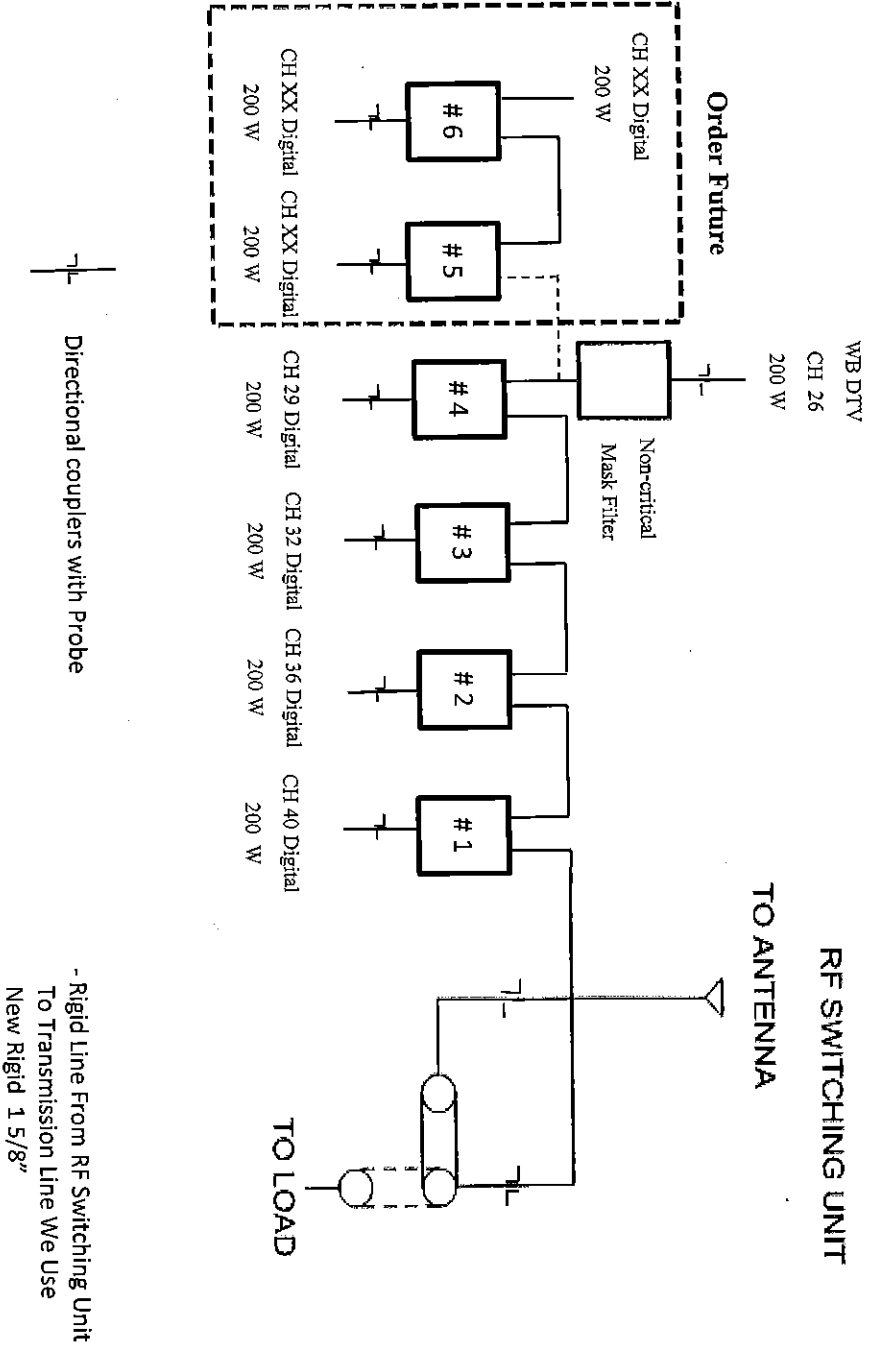 RF SWITCHING UNIT
WB DTV
CH 26
200 W
TO ANTENNA
Order Future
CH XX Digital
200 W
Non-critical
Mask Filter
# 6
# 5
# 4
# 3
# 2
# 1
CH XX Digital
200 W
CH XX Digital
200 W
CH 29 Digital
200 W
CH 32 Digital
200 W
CH 36 Digital
200 W
CH 40 Digital
200 W
TO LOAD
Directional couplers with Probe
- Rigid Line From RF Switching Unit
To Transmission Line We Use
New Rigid 1 5/8"